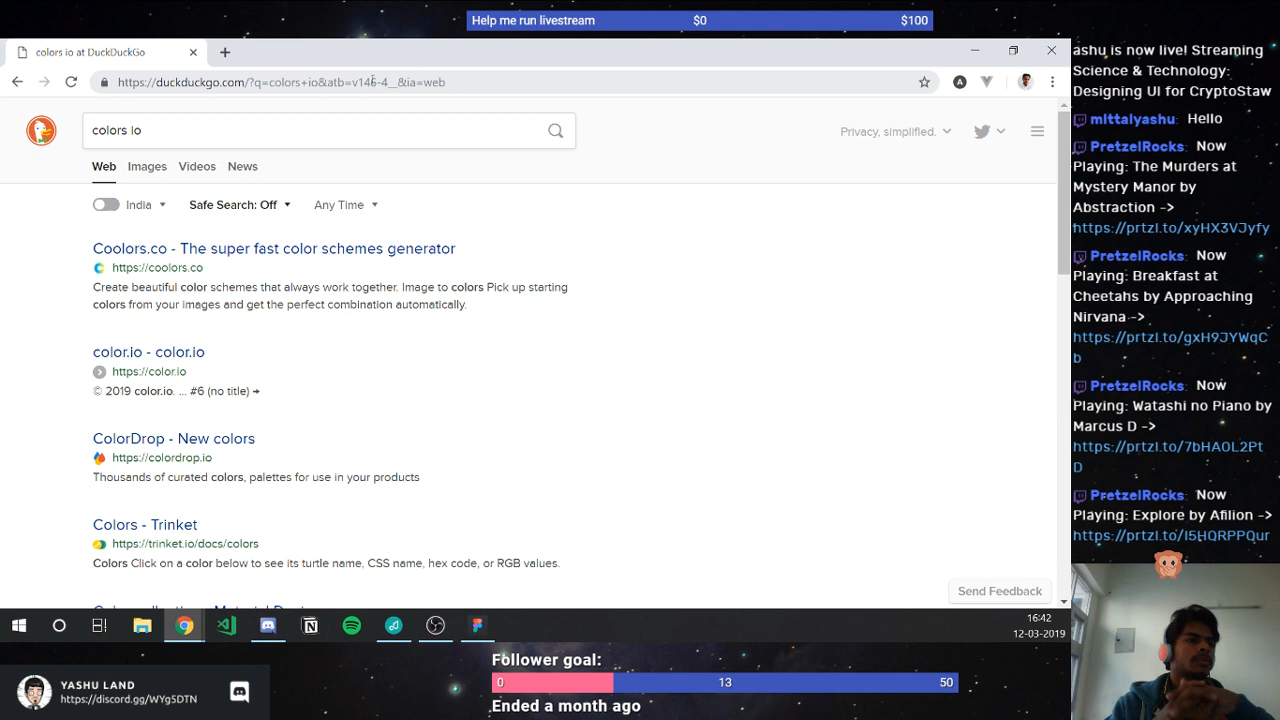 Help me run livestream $0 $100
colors io at DuckDuckGo
https://duckduckgo.com/?q=colors+io&atb=v146-4__&ia=web
colors io
Privacy, simplified.
Web Images Videos News
India Safe Search: Off Any Time
Coolors.co - The super fast color schemes generator
https://coolors.co
Create beautiful color schemes that always work together. Image to colors Pick up starting
colors from your images and get the perfect combination automatically.
color.io - color.io
https://color.io
© 2019 color.io. ... #6 (no title) →
ColorDrop - New colors
https://colordrop.io
Thousands of curated colors, palettes for use in your products
Colors - Trinket
https://trinket.io/docs/colors
Colors Click on a color below to see its turtle name, CSS name, hex code, or RGB values.
Send Feedback
16:42
12-03-2019
ashu is now live! Streaming
Science & Technology:
Designing UI for CryptoStaw
mittalyashu: Hello
PretzelRocks: Now
Playing: The Murders at
Mystery Manor by
Abstraction ->
https://prtzl.to/xyHX3VJyfy
PretzelRocks: Now
Playing: Breakfast at
Cheetahs by Approaching
Nirvana ->
https://prtzl.to/gxH9JYWqC
b
PretzelRocks: Now
Playing: Watashi no Piano by
Marcus D ->
https://prtzl.to/7bHA0L2Pt
D
PretzelRocks: Now
Playing: Explore by Afilion ->
https://prtzl.to/I5HQRPPQur
YASHU LAND
https://discord.gg/WYg5DTN
Follower goal:
0 13 50
Ended a month ago